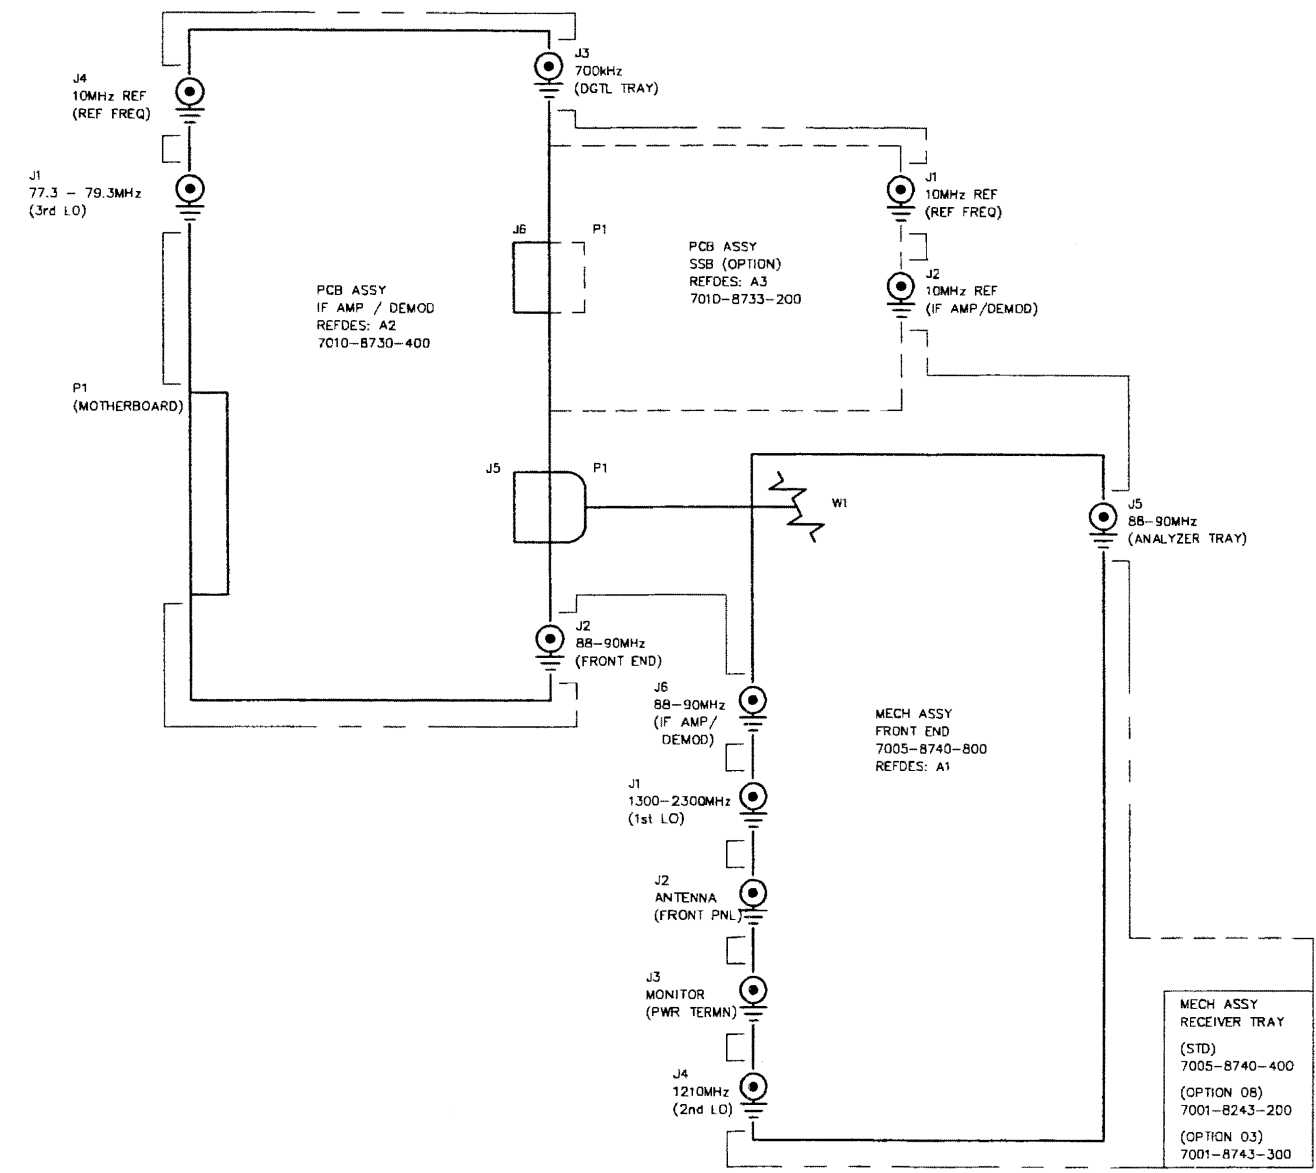 J4
10MHz REF
(REF FREQ)
J1
77.3 - 79.3MHz
(3rd LO)
P1
(MOTHERBOARD)
PCB ASSY
IF AMP / DEMOD
REFDES: A2
7010-8730-400
J3
700kHz
(DGTL TRAY)
J6
P1
J5
P1
J2
88-90MHz
(FRONT END)
PCB ASSY
SSB (OPTION)
REFDES: A3
7010-8733-200
J1
10MHz REF
(REF FREQ)
J2
10MHz REF
(IF AMP/DEMOD)
W1
J5
88-90MHz
(ANALYZER TRAY)
J6
88-90MHz
(IF AMP/
DEMOD)
J1
1300-2300MHz
(1st LO)
J2
ANTENNA
(FRONT PNL)
J3
MONITOR
(PWR TERMN)
J4
1210MHz
(2nd LO)
MECH ASSY
FRONT END
7005-8740-800
REFDES: A1
MECH ASSY
RECEIVER TRAY
(STD)
7005-8740-400
(OPTION 08)
7001-8243-200
(OPTION 03)
7001-8743-300